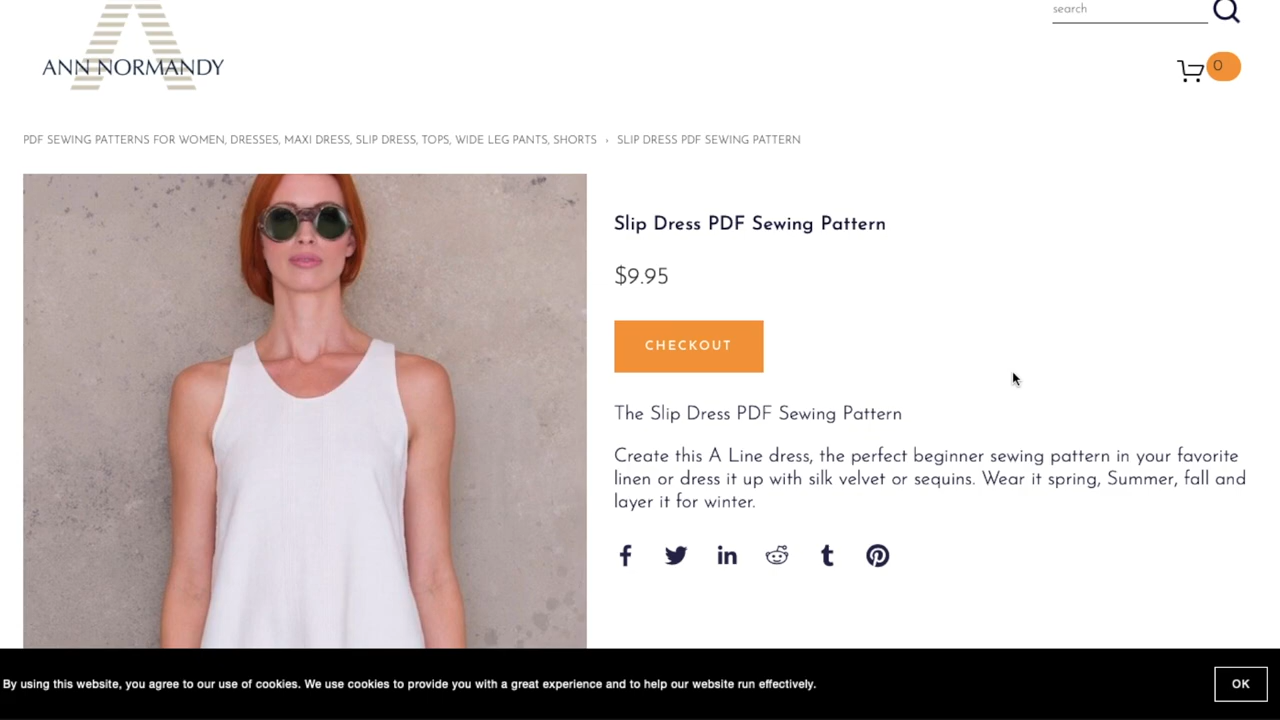 search
ANN NORMANDY
0
PDF SEWING PATTERNS FOR WOMEN, DRESSES, MAXI DRESS, SLIP DRESS, TOPS, WIDE LEG PANTS, SHORTS › SLIP DRESS PDF SEWING PATTERN
Slip Dress PDF Sewing Pattern
$9.95
CHECKOUT
The Slip Dress PDF Sewing Pattern
Create this A Line dress, the perfect beginner sewing pattern in your favorite
linen or dress it up with silk velvet or sequins. Wear it spring, Summer, fall and
layer it for winter.
By using this website, you agree to our use of cookies. We use cookies to provide you with a great experience and to help our website run effectively.
OK